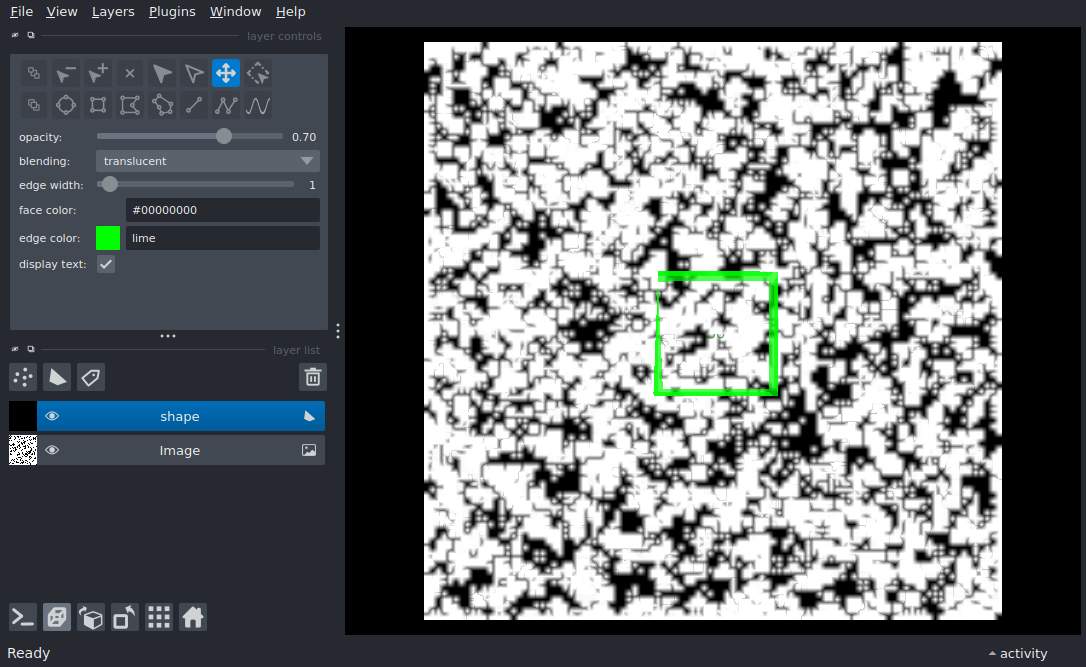 File View Layers Plugins Window Help
layer controls
opacity: 0.70
blending: translucent
edge width: 1
face color: #00000000
edge color: lime
display text:
layer list
shape
Image
Ready
activity